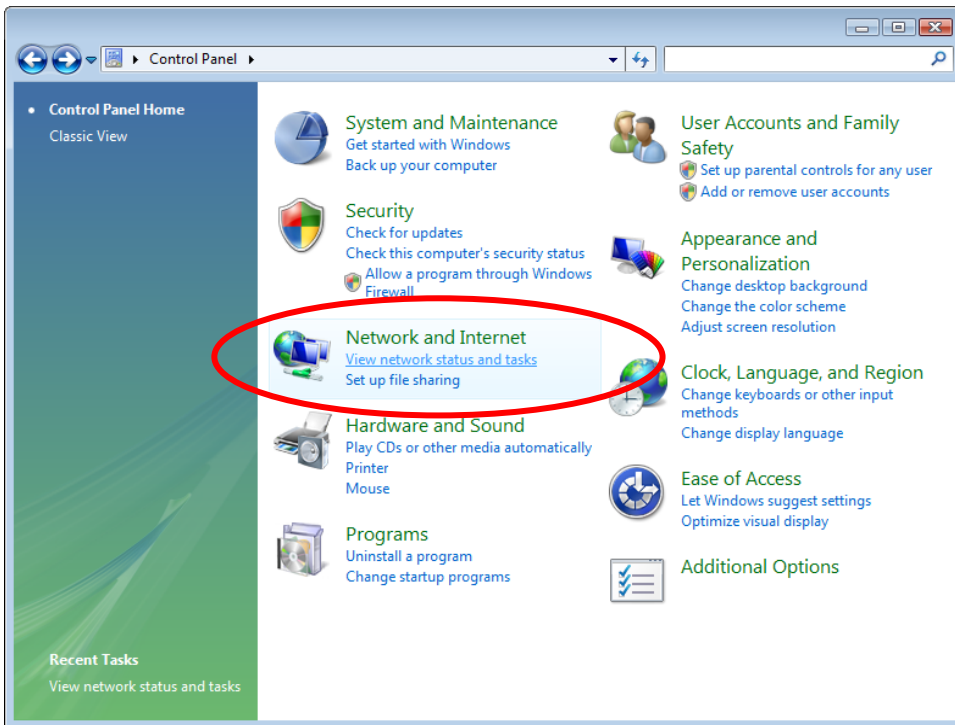 Control Panel
Control Panel Home
Classic View
System and Maintenance
Get started with Windows
Back up your computer
Security
Check for updates
Check this computer's security status
Allow a program through Windows
Firewall
Network and Internet
View network status and tasks
Set up file sharing
Hardware and Sound
Play CDs or other media automatically
Printer
Mouse
Programs
Uninstall a program
Change startup programs
User Accounts and Family
Safety
Set up parental controls for any user
Add or remove user accounts
Appearance and
Personalization
Change desktop background
Change the color scheme
Adjust screen resolution
Clock, Language, and Region
Change keyboards or other input
methods
Change display language
Ease of Access
Let Windows suggest settings
Optimize visual display
Additional Options
Recent Tasks
View network status and tasks